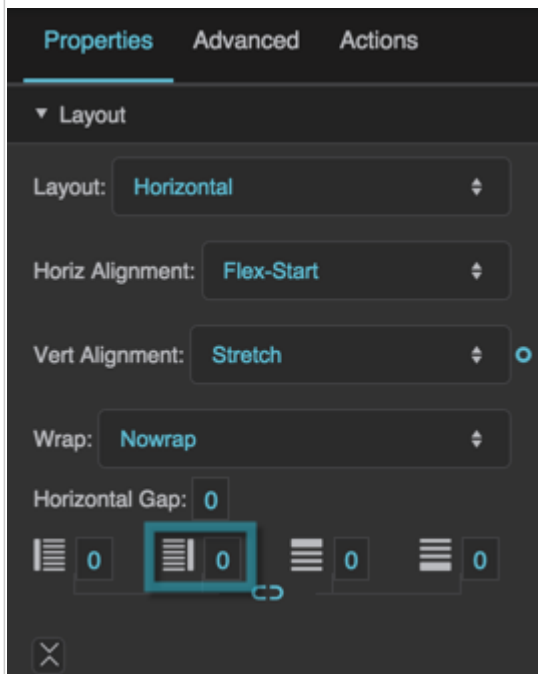 Properties Advanced Actions
Layout
Layout: Horizontal
Horiz Alignment: Flex-Start
Vert Alignment: Stretch
Wrap: Nowrap
Horizontal Gap: 0
0 0 0 0